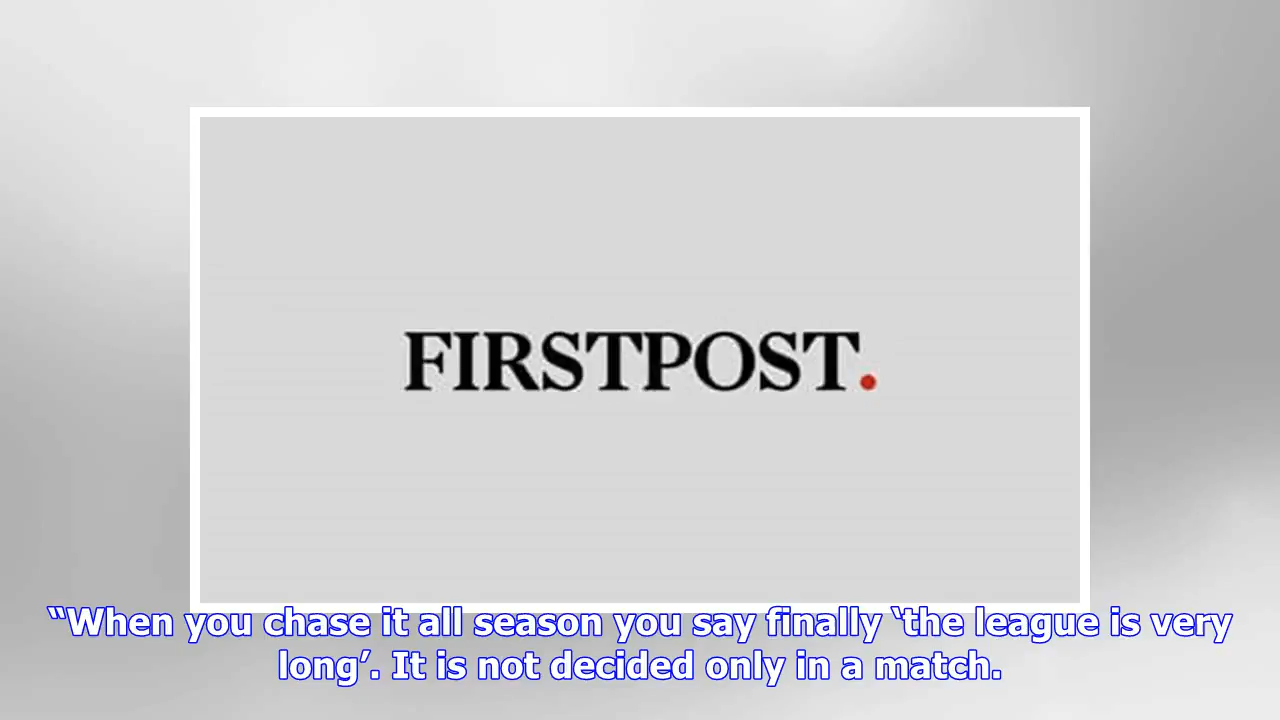 FIRSTPOST.
“When you chase it all season you say finally ‘the league is very
long’. It is not decided only in a match.